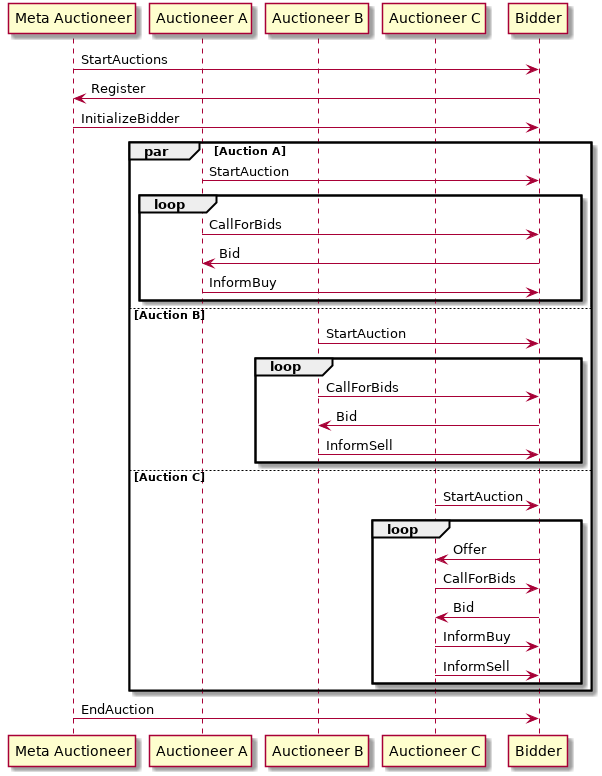 Meta Auctioneer Auctioneer A Auctioneer B Auctioneer C Bidder
StartAuctions
Register
InitializeBidder
par [Auction A]
StartAuction
loop
CallForBids
Bid
InformBuy
[Auction B]
StartAuction
loop
CallForBids
Bid
InformSell
[Auction C]
StartAuction
loop
Offer
CallForBids
Bid
InformBuy
InformSell
EndAuction
Meta Auctioneer Auctioneer A Auctioneer B Auctioneer C Bidder